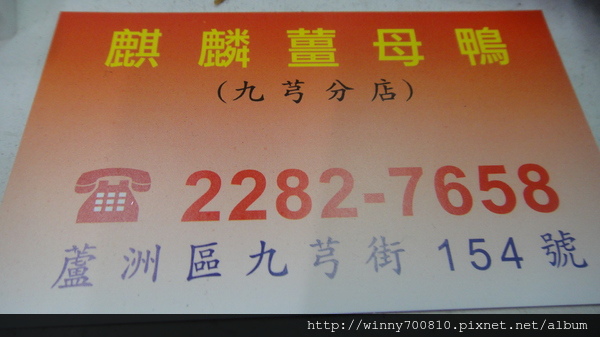 麒麟薑母鴨
(九芎分店)
☎ 2282-7658
蘆洲區九芎街154號
http://winny700810.pixnet.net/album